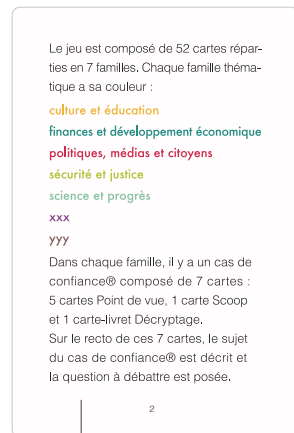 Le jeu est composé de 52 cartes répar-
ties en 7 familles. Chaque famille théma-
tique a sa couleur :
culture et éducation
finances et développement économique
politiques, médias et citoyens
sécurité et justice
science et progrès
xxx
yyy
Dans chaque famille, il y a un cas de
confiance® composé de 7 cartes :
5 cartes Point de vue, 1 carte Scoop
et 1 carte-livret Décryptage.
Sur le recto de ces 7 cartes, le sujet
du cas de confiance® est décrit et
la question à débattre est posée.
2